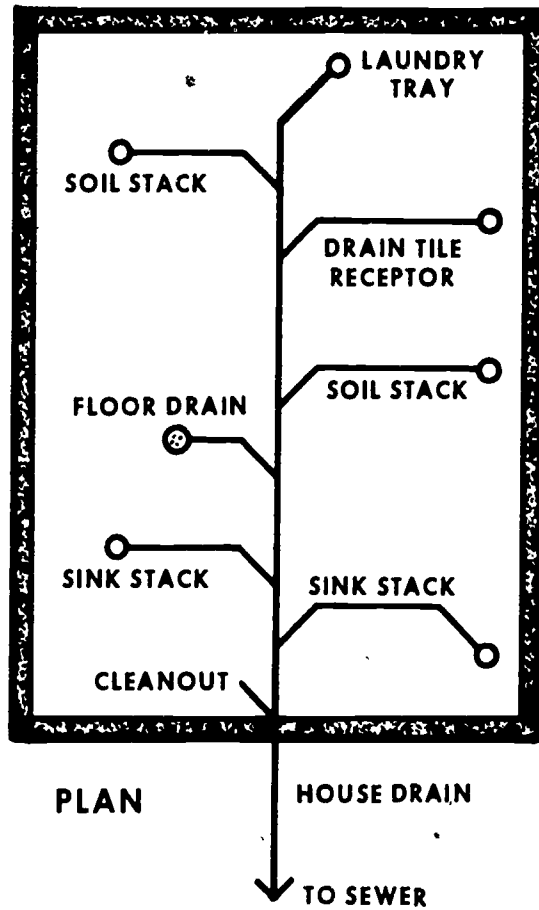 LAUNDRY
TRAY
SOIL STACK
DRAIN TILE
RECEPTOR
SOIL STACK
FLOOR DRAIN
SINK STACK
SINK STACK
CLEANOUT
PLAN
HOUSE DRAIN
TO SEWER